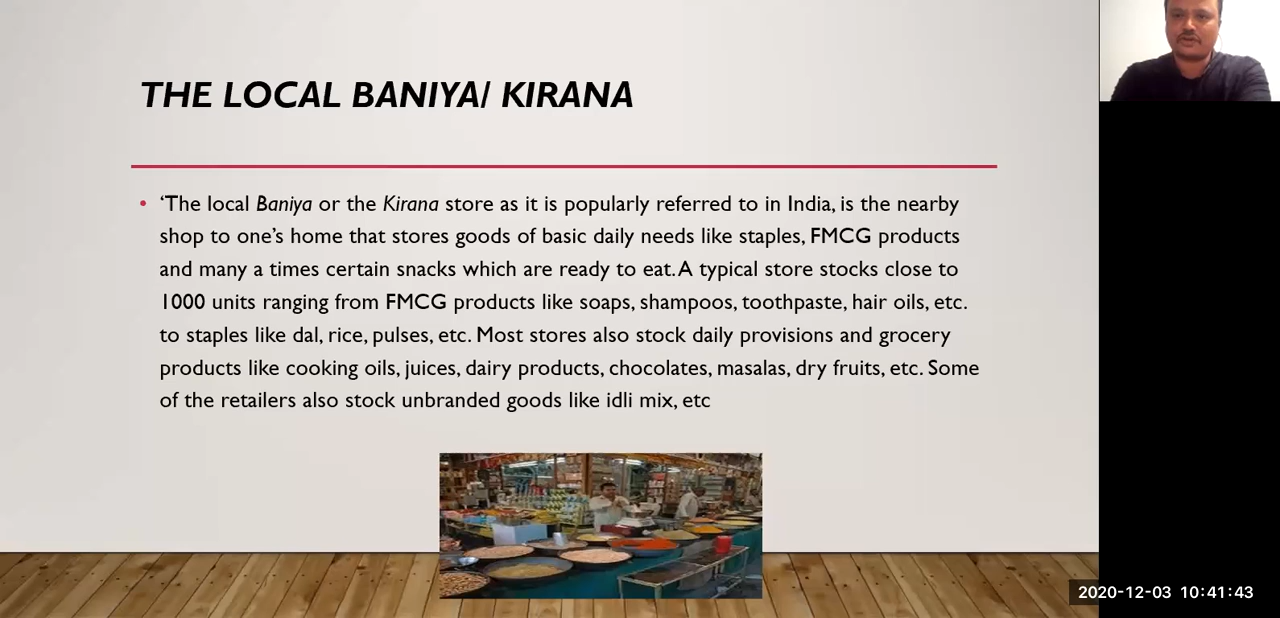 THE LOCAL BANIYA/ KIRANA
• ‘The local Baniya or the Kirana store as it is popularly referred to in India, is the nearby
shop to one’s home that stores goods of basic daily needs like staples, FMCG products
and many a times certain snacks which are ready to eat. A typical store stocks close to
1000 units ranging from FMCG products like soaps, shampoos, toothpaste, hair oils, etc.
to staples like dal, rice, pulses, etc. Most stores also stock daily provisions and grocery
products like cooking oils, juices, dairy products, chocolates, masalas, dry fruits, etc. Some
of the retailers also stock unbranded goods like idli mix, etc
2020-12-03 10:41:43